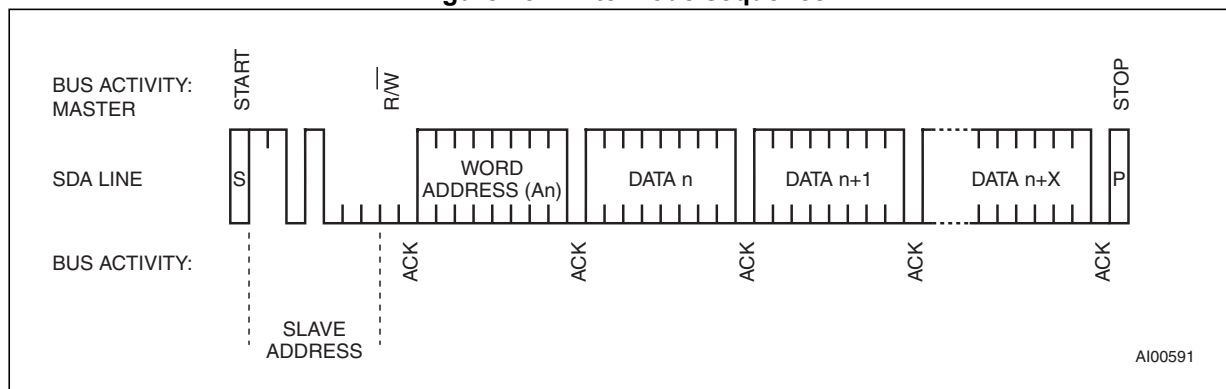 BUS ACTIVITY:
MASTER
START
R/W
STOP
SDA LINE
S
WORD
ADDRESS (An)
DATA n
DATA n+1
DATA n+X
P
BUS ACTIVITY:
ACK
ACK
ACK
ACK
ACK
SLAVE
ADDRESS
AI00591